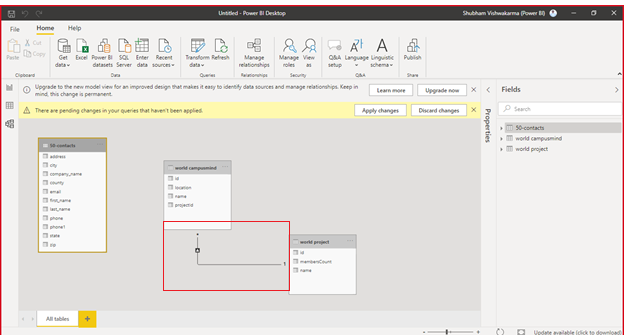 Untitled - Power BI Desktop
Shubham Vishwakarma (Power BI)
File
Home
Help
Paste
Cut
Copy
Get data
Excel
Power BI datasets
SQL Server
Enter data
Recent sources
Transform data
Refresh
Manage relationships
Manage roles
View as
Q&A setup
Language
Linguistic schema
Publish
Clipboard
Data
Queries
Relationships
Security
Q&A
Share
Upgrade to the new model view for an improved design that makes it easy to identify data sources and manage relationships. Keep in
mind, this change is permanent.
Learn more
Upgrade now
There are pending changes in your queries that haven't been applied.
Apply changes
Discard changes
Properties
Fields
Search
50-contacts
world campusmind
world project
50-contacts
address
city
company_name
county
email
first_name
last_name
phone
phone1
state
zip
world campusmind
id
location
name
projectid
*
1
world project
id
membersCount
name
All tables
+
Update available (click to download)